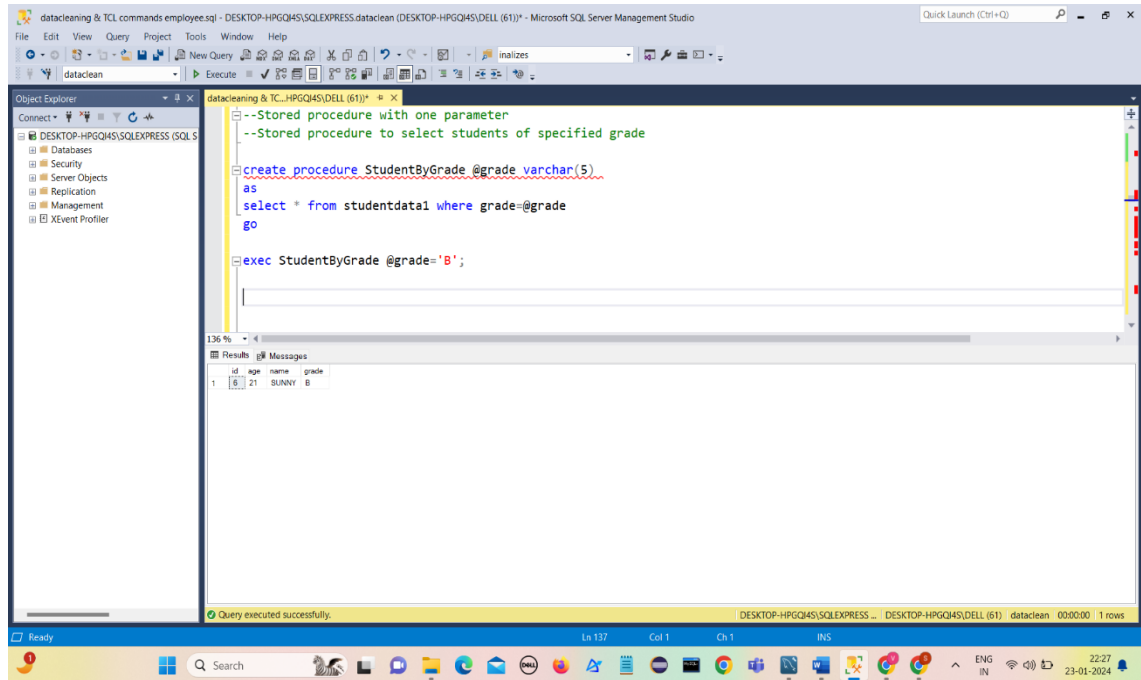 datacleaning & TCL commands employee.sql - DESKTOP-HPGQI4S\SQLEXPRESS.dataclean (DESKTOP-HPGQI4S\DELL (61))* - Microsoft SQL Server Management Studio
Quick Launch (Ctrl+Q)
File Edit View Query Project Tools Window Help
New Query
inalizes
dataclean
Execute
Object Explorer
datacleaning & TC...HPGQI4S\DELL (61))*
Connect
DESKTOP-HPGQI4S\SQLEXPRESS (SQL S
Databases
Security
Server Objects
Replication
Management
XEvent Profiler
--Stored procedure with one parameter
--Stored procedure to select students of specified grade
create procedure StudentByGrade @grade varchar(5)
as
select * from studentdata1 where grade=@grade
go
exec StudentByGrade @grade='B';
136 %
Results Messages
id age name grade
1 6 21 SUNNY B
Query executed successfully.
DESKTOP-HPGQI4S\SQLEXPRESS ... DESKTOP-HPGQI4S\DELL (61) dataclean 00:00:00 1 rows
Ready
Ln 137 Col 1 Ch 1 INS
1
Search
DELL
ENG
IN
22:27
23-01-2024